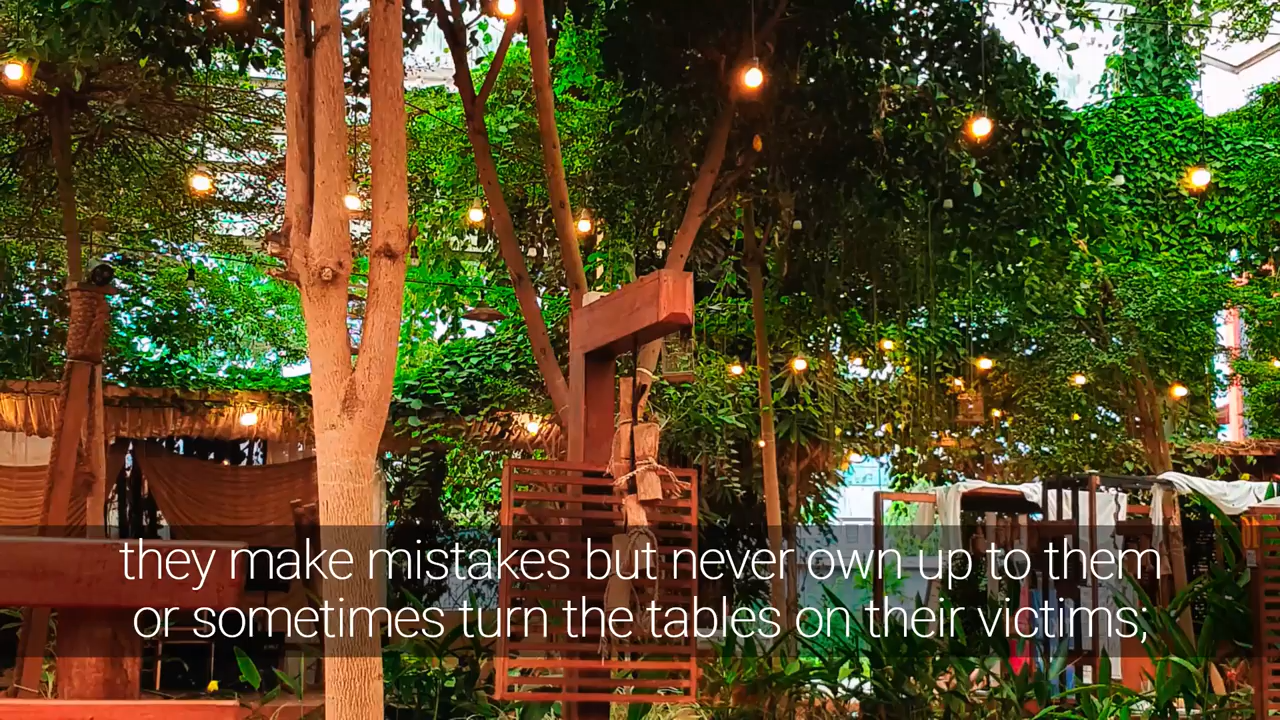 they make mistakes but never own up to them
or sometimes turn the tables on their victims;